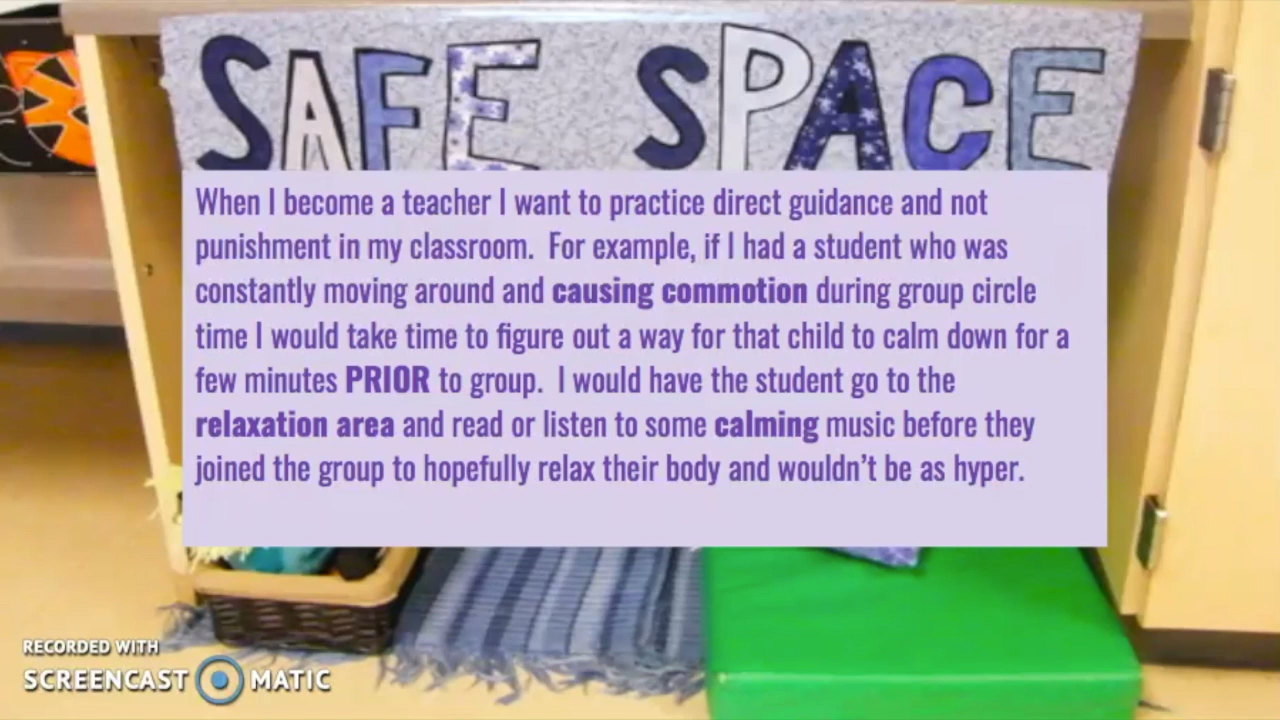 SAFE SPACE
When I become a teacher I want to practice direct guidance and not
punishment in my classroom.  For example, if I had a student who was
constantly moving around and causing commotion during group circle
time I would take time to figure out a way for that child to calm down for a
few minutes PRIOR to group.  I would have the student go to the
relaxation area and read or listen to some calming music before they
joined the group to hopefully relax their body and wouldn't be as hyper.
RECORDED WITH
SCREENCAST MATIC